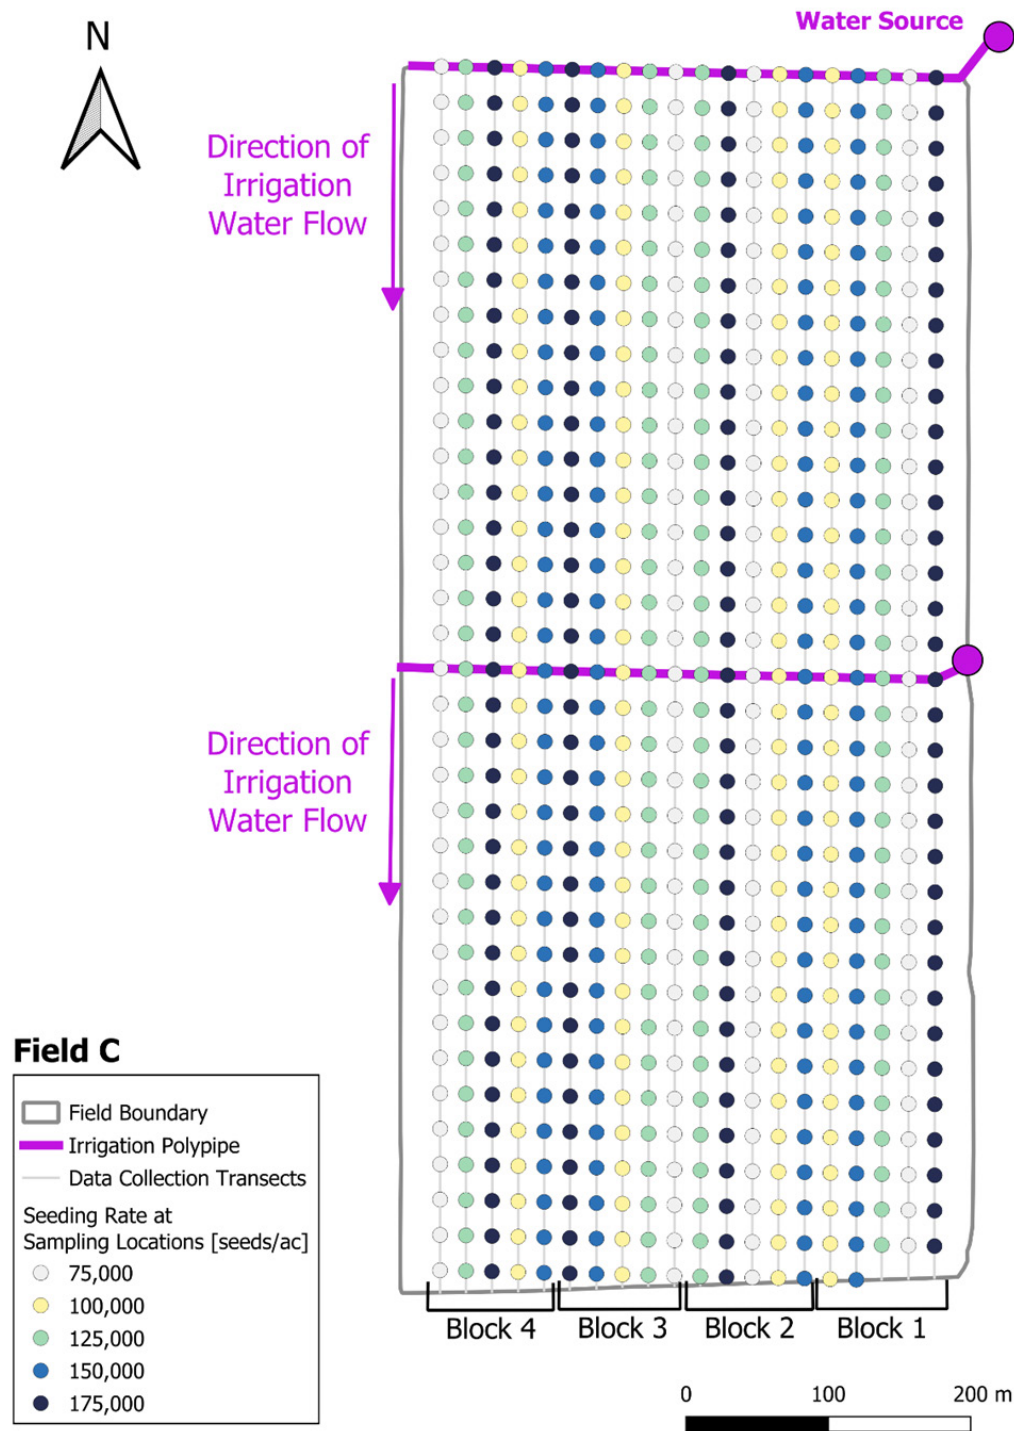 Water Source
N
Direction of
Irrigation
Water Flow
Direction of
Irrigation
Water Flow
Field C
Field Boundary
Irrigation Polypipe
Data Collection Transects
Seeding Rate at
Sampling Locations [seeds/ac]
75,000
100,000
125,000
150,000
175,000
Block 4 Block 3 Block 2 Block 1
0 100 200 m